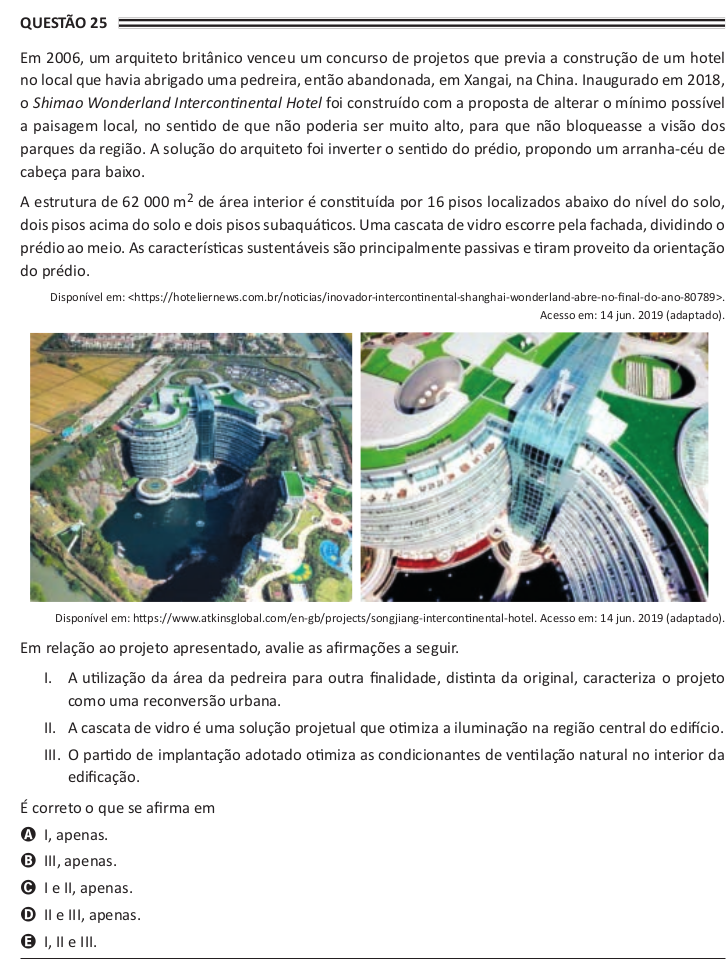 QUESTÃO 25
Em 2006, um arquiteto britânico venceu um concurso de projetos que previa a construção de um hotel
no local que havia abrigado uma pedreira, então abandonada, em Xangai, na China. Inaugurado em 2018,
o Shimao Wonderland Intercontinental Hotel foi construído com a proposta de alterar o mínimo possível
a paisagem local, no sentido de que não poderia ser muito alto, para que não bloqueasse a visão dos
parques da região. A solução do arquiteto foi inverter o sentido do prédio, propondo um arranha-céu de
cabeça para baixo.
A estrutura de 62 000 m² de área interior é constituída por 16 pisos localizados abaixo do nível do solo,
dois pisos acima do solo e dois pisos subaquáticos. Uma cascata de vidro escorre pela fachada, dividindo o
prédio ao meio. As características sustentáveis são principalmente passivas e tiram proveito da orientação
do prédio.
Disponível em: <https://hoteliernews.com.br/noticias/inovador-intercontinental-shanghai-wonderland-abre-no-final-do-ano-80789>.
Acesso em: 14 jun. 2019 (adaptado).
Disponível em: https://www.atkinsglobal.com/en-gb/projects/songjiang-intercontinental-hotel. Acesso em: 14 jun. 2019 (adaptado).
Em relação ao projeto apresentado, avalie as afirmações a seguir.
I. A utilização da área da pedreira para outra finalidade, distinta da original, caracteriza o projeto
como uma reconversão urbana.
II. A cascata de vidro é uma solução projetual que otimiza a iluminação na região central do edifício.
III. O partido de implantação adotado otimiza as condicionantes de ventilação natural no interior da
edificação.
É correto o que se afirma em
A I, apenas.
B III, apenas.
C I e II, apenas.
D II e III, apenas.
E I, II e III.